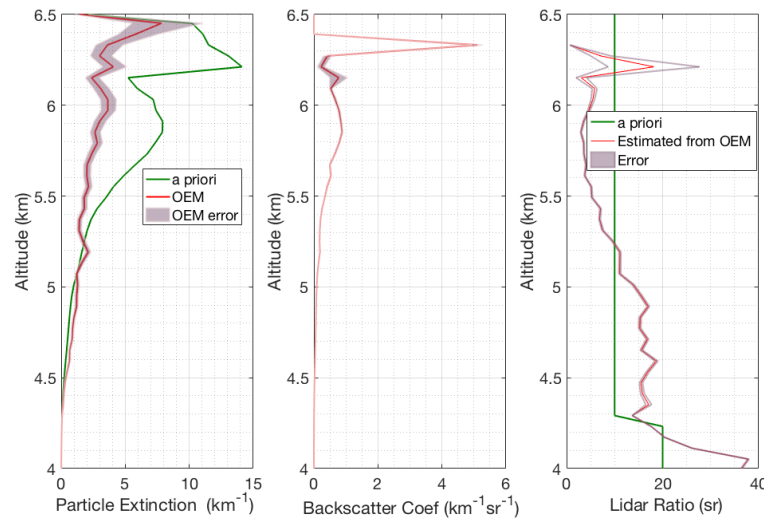 6.5
6
5.5
5
4.5
4
Altitude (km)
0
5
10
15
Particle Extinction (km⁻¹)
a priori
OEM
OEM error
6.5
6
5.5
5
4.5
4
Altitude (km)
0
2
4
6
Backscatter Coef (km⁻¹sr⁻¹)
6.5
6
5.5
5
4.5
4
Altitude (km)
0
20
40
Lidar Ratio (sr)
a priori
Estimated from OEM
Error